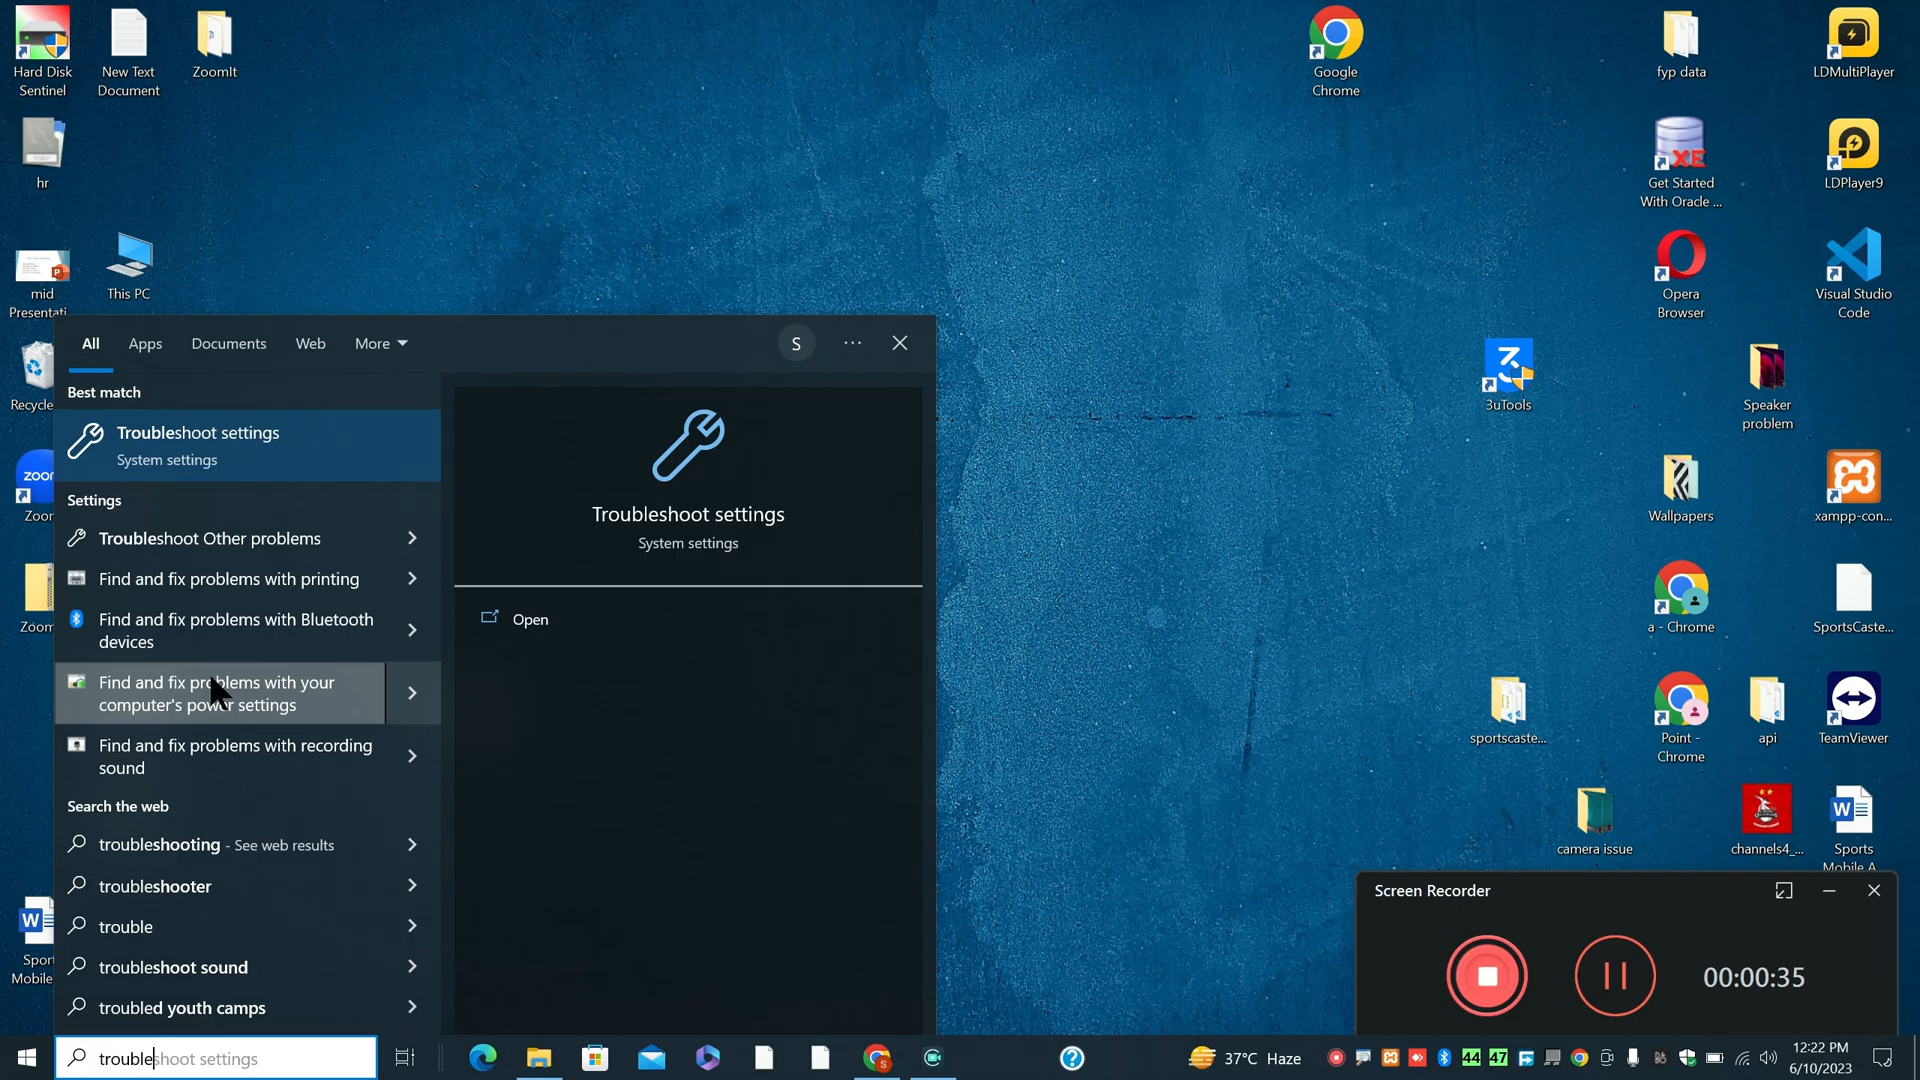 Hard Disk
Sentinel
New Text
Document
ZoomIt
Google
Chrome
fyp data
LDMultiPlayer
hr
XE
Get Started
With Oracle ...
LDPlayer9
mid
Presentati...
This PC
Opera
Browser
Visual Studio
Code
Recycle
3uTools
Speaker
problem
Zoom
Wallpapers
xampp-con...
Zoom
a - Chrome
SportsCaste...
sportscaste...
Point -
Chrome
api
TeamViewer
camera issue
channels4_...
Sports
Mobile A...
Spor
Mobile
All
Apps
Documents
Web
More
S
Best match
Troubleshoot settings
System settings
Settings
Troubleshoot Other problems
Find and fix problems with printing
Find and fix problems with Bluetooth
devices
Find and fix problems with your
computer's power settings
Find and fix problems with recording
sound
Search the web
troubleshooting - See web results
troubleshooter
trouble
troubleshoot sound
troubled youth camps
Troubleshoot settings
System settings
Open
Screen Recorder
00:00:35
troubleshoot settings
37°C Haze
44
47
12:22 PM
6/10/2023